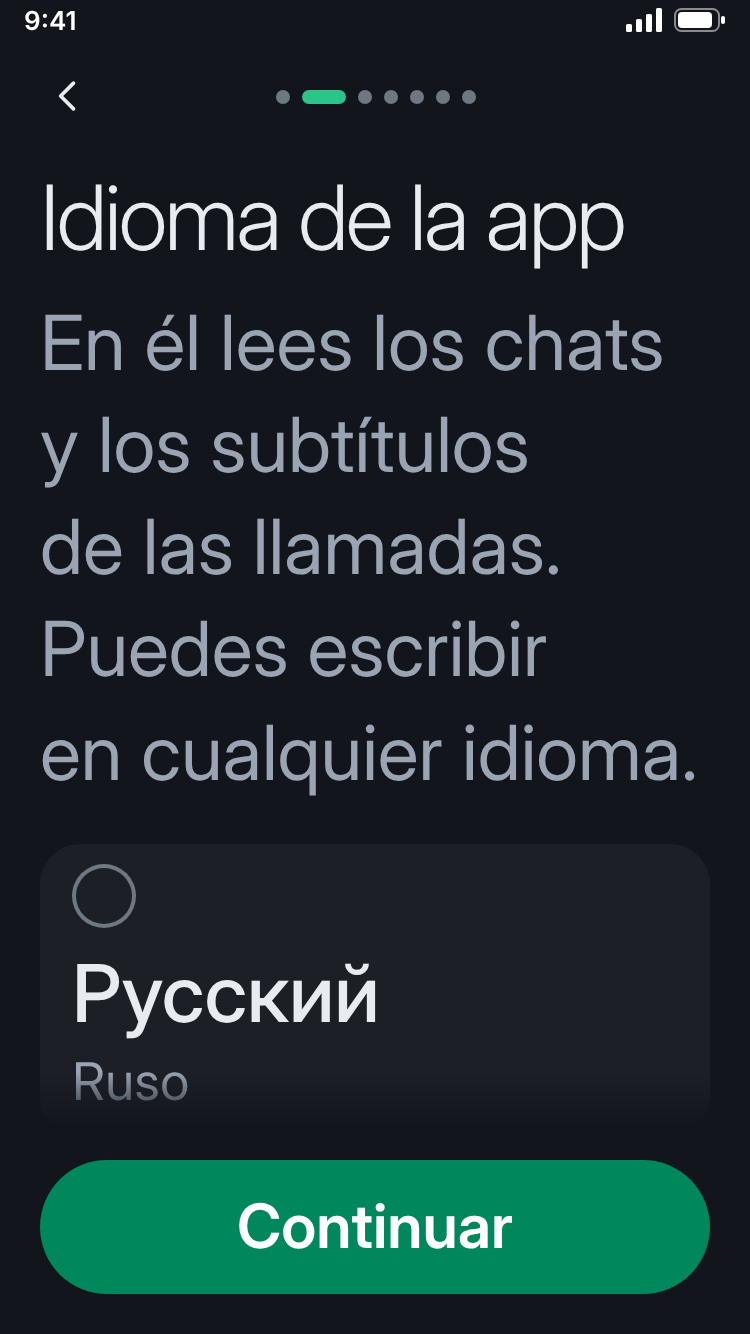 9:41
Idioma de la app
En él lees los chats
y los subtítulos
de las llamadas.
Puedes escribir
en cualquier idioma.
Русский
Ruso
Continuar